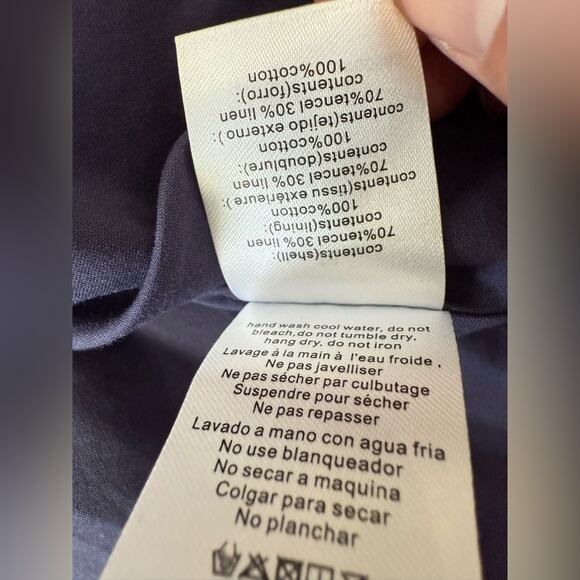 contents(shell):
70%tencel 30% linen
contents(lining):
100%cotton
contents(tissu extérieure):
70%tencel 30% linen
contents(doublure):
100%cotton
contents(tejido externo):
70%tencel 30% linen
contents(forro):
100%cotton
hand wash cool water, do not
bleach,do not tumble dry,
hang dry, do not iron
Lavage à la main à l'eau froide ,
Ne pas javelliser
Ne pas sécher par culbutage
Suspendre pour sécher
Ne pas repasser
Lavado a mano con agua fria
No use blanqueador
No secar a maquina
Colgar para secar
No planchar